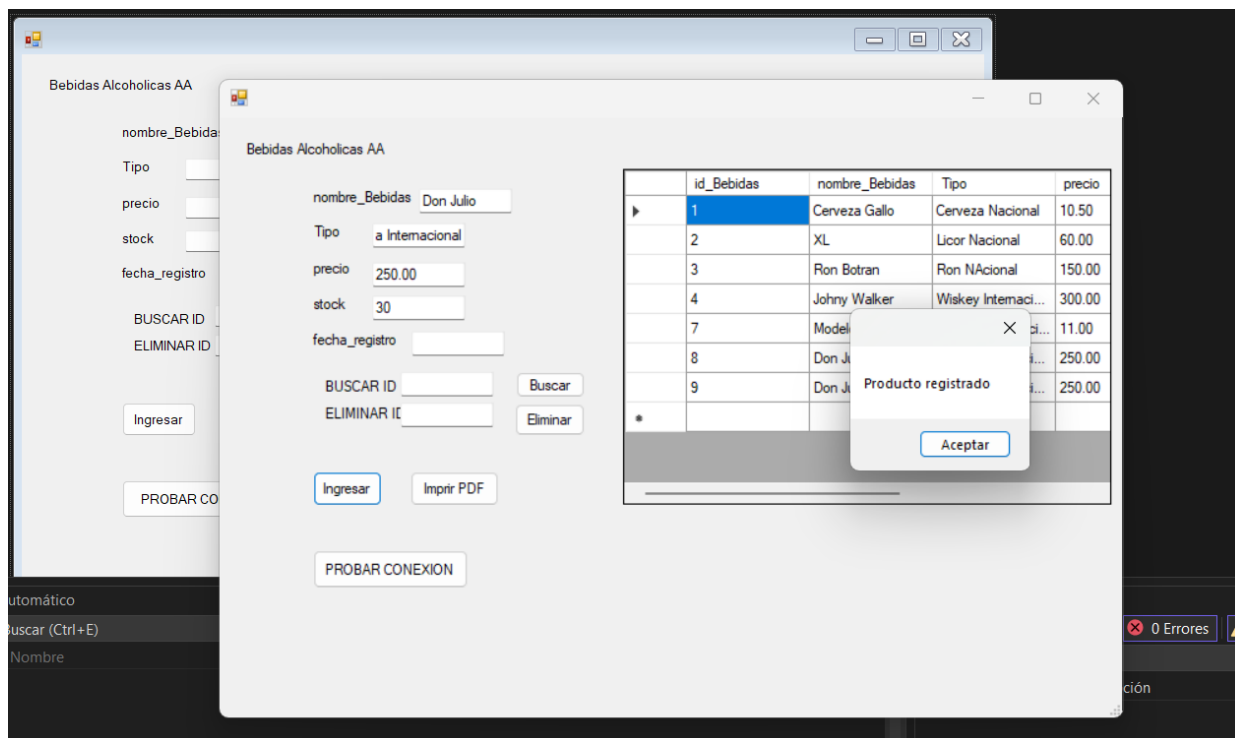 Bebidas Alcoholicas AA
nombre_Bebidas
Tipo
precio
stock
fecha_registro
BUSCAR ID
ELIMINAR ID
Ingresar
PROBAR CO
Bebidas Alcoholicas AA
nombre_Bebidas Don Julio
Tipo a Internacional
precio 250.00
stock 30
fecha_registro
BUSCAR ID Buscar
ELIMINAR ID Eliminar
Ingresar Imprir PDF
PROBAR CONEXION
id_Bebidas nombre_Bebidas Tipo precio
1 Cerveza Gallo Cerveza Nacional 10.50
2 XL Licor Nacional 60.00
3 Ron Botran Ron NAcional 150.00
4 Johny Walker Wiskey Internaci... 300.00
7 Model ci... 11.00
8 Don Ju i... 250.00
9 Don Ju i... 250.00
Producto registrado
Aceptar
utomático
Buscar (Ctrl+E)
Nombre
0 Errores
ción